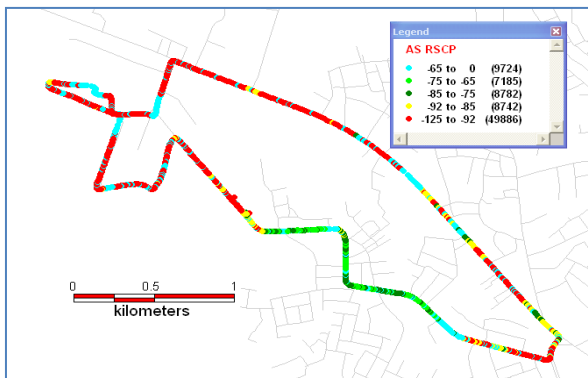 Legend
AS RSCP
-65 to 0 (9724)
-75 to -65 (7185)
-85 to -75 (8782)
-92 to -85 (8742)
-125 to -92 (49886)
0 0.5 1
kilometers